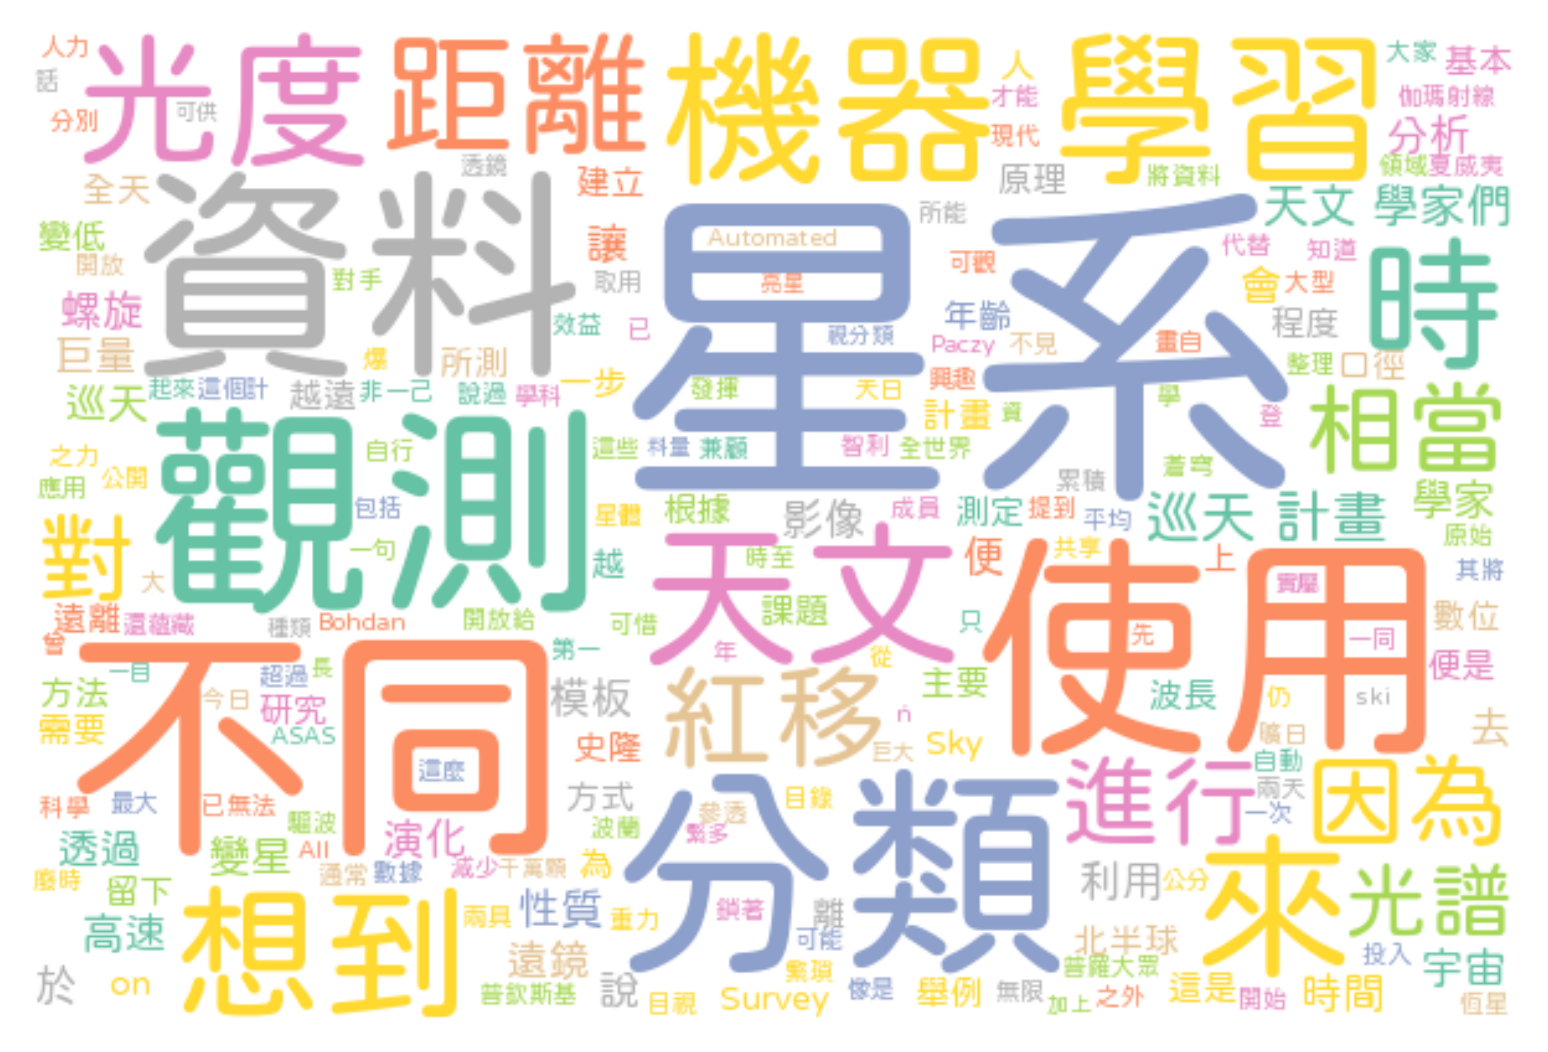 人力
光度
距離
機器
學習
人
大家
基本
話
可供
才能
伽瑪射線
分別
現代
分析
透鏡
全天
資料
建立
原理
將資料
領域
夏威夷
星系
所能
天文
學家們
變低
Automated
讓
代替
知道
時
開放
對手
取用
亮星
可觀
會
大型
螺旋
效益
已
視分類
年齡
程度
巨量
爆
所測
Paczy
不見
畫自
整理
口徑
巡天
起來
這個計
越遠
非一己
說過
學科
一步
發揮
天日
興趣
學
相當
觀測
計畫
資
登
之力
自行
這些
料量
兼顧
智利
全世界
蒼穹
應用
公開
包括
星體
根據
影像
成員
測定
提到
累積
平均
巡天
計畫
學家
原始
對
一句
越
天文
時至
便
共享
上
其將
大
使用
實屬
遠離
還蘊藏
種類
Bohdan
開放給
可惜
課題
只
先
一同
數位
曾
不同
第一
年
從
便是
一目
超過
長
方法
今日
研究
模板
紅移
主要
波長
仍
ski
需要
ASAS
史隆
ń
巨大
Sky
曠日
去
這麼
自動
科學
最大
已無法
方式
分類
目錄
參透
進行
兩天
一次
因為
驅波
波蘭
繁多
透過
變星
All
演化
廢時
通常
數據
減少
千萬顆
為
留下
利用
公分
來
光譜
高速
想到
兩具
性質
重力
鎖著
離
可能
北半球
投入
宇宙
遠鏡
普羅大眾
於
on
普欽斯基
說
目視
Survey
繁瑣
像是
舉例
無限
加上
之外
這是
開始
時間
恆星